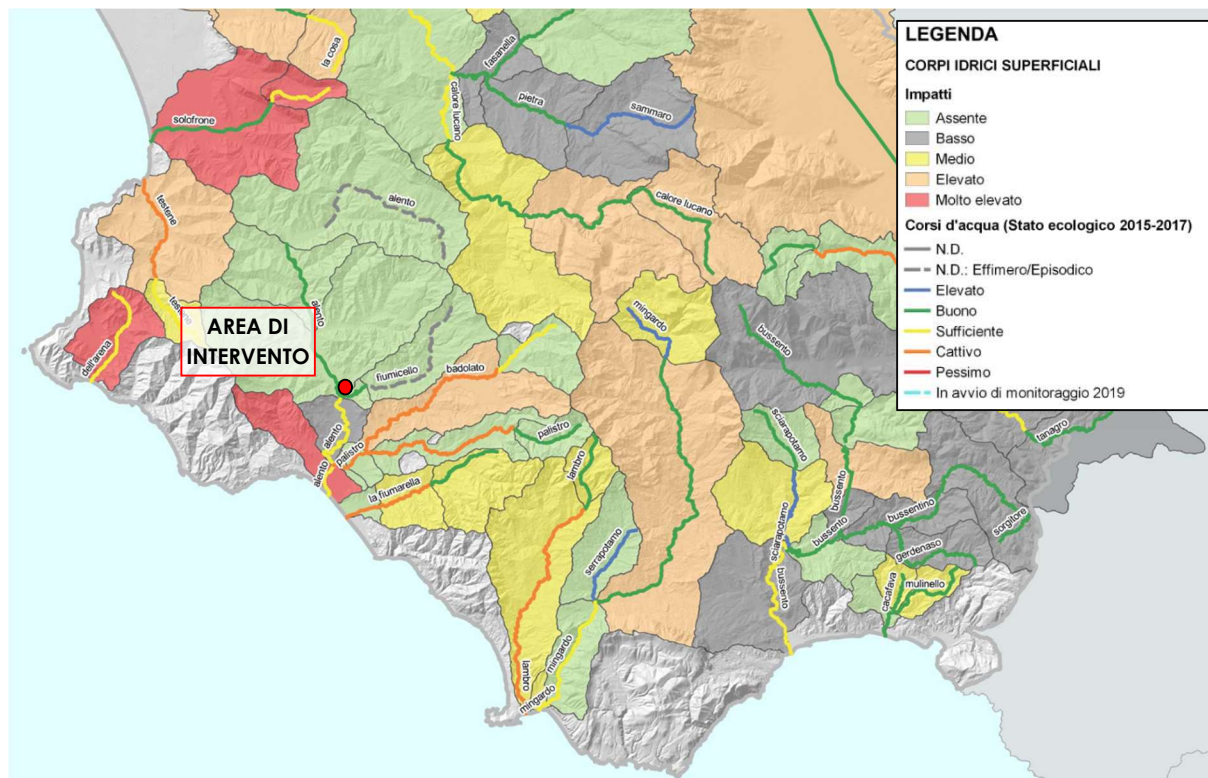 LEGENDA
CORPI IDRICI SUPERFICIALI
Impatti
Assente
Basso
Medio
Elevato
Molto elevato
Corsi d'acqua (Stato ecologico 2015-2017)
N.D.
N.D.: Effimero/Episodico
Elevato
Buono
Sufficiente
Cattivo
Pessimo
In avvio di monitoraggio 2019
la cosa
fasanella
calore lucano
pietra
sammaro
solofrone
alento
calore lucano
testene
testene
alento
mingardo
bussento
AREA DI
INTERVENTO
dell'arena
fiumicello
badolato
alento
palistro
palistro
sciarapotamo
tanagro
lambro
alento
la fiumarella
bussento
bussentino
sorgitore
serrapotamo
sciarapotamo
bussento
gerdenaso
bussento
cacafava
mulinello
lambro
mingardo
mingardo